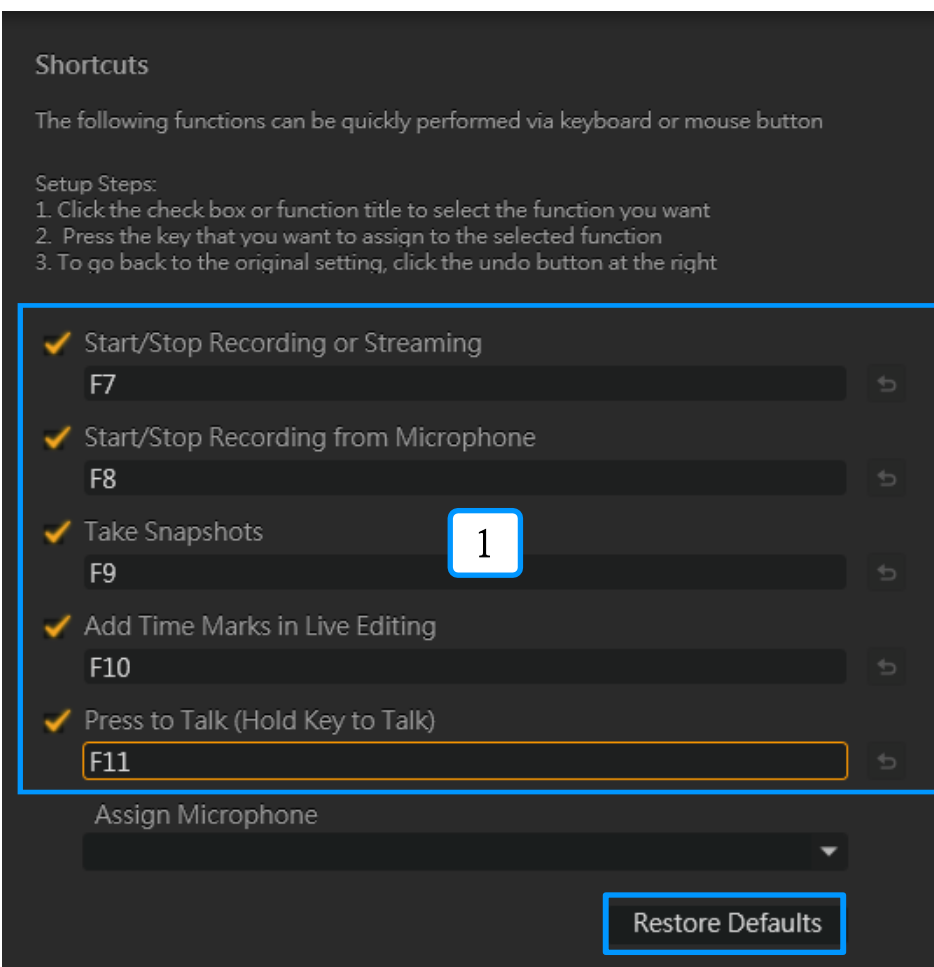 Shortcuts
The following functions can be quickly performed via keyboard or mouse button
Setup Steps:
1. Click the check box or function title to select the function you want
2. Press the key that you want to assign to the selected function
3. To go back to the original setting, click the undo button at the right
Start/Stop Recording or Streaming
F7
Start/Stop Recording from Microphone
F8
Take Snapshots
1
F9
Add Time Marks in Live Editing
F10
Press to Talk (Hold Key to Talk)
F11
Assign Microphone
Restore Defaults